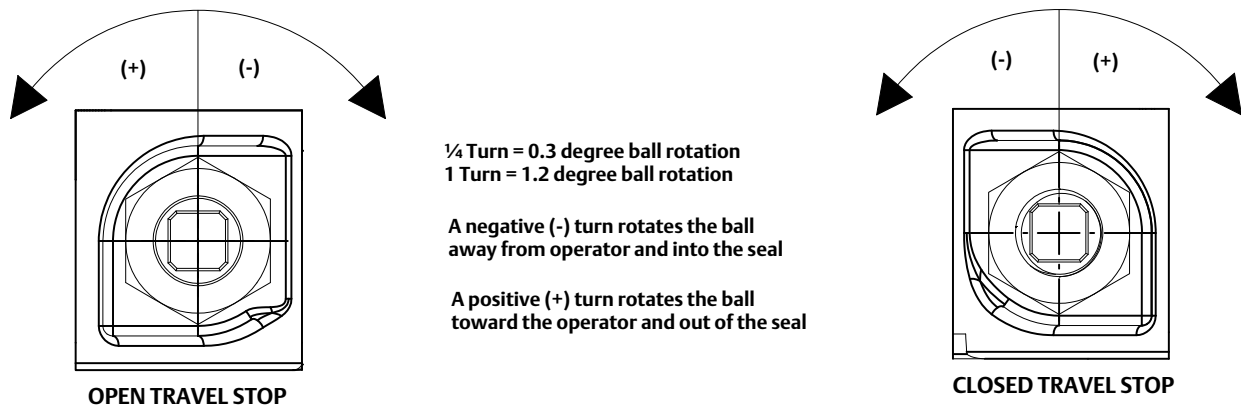 (+) (-)
(-) (+)
¼ Turn = 0.3 degree ball rotation
1 Turn = 1.2 degree ball rotation
A negative (-) turn rotates the ball
away from operator and into the seal
A positive (+) turn rotates the ball
toward the operator and out of the seal
OPEN TRAVEL STOP
CLOSED TRAVEL STOP